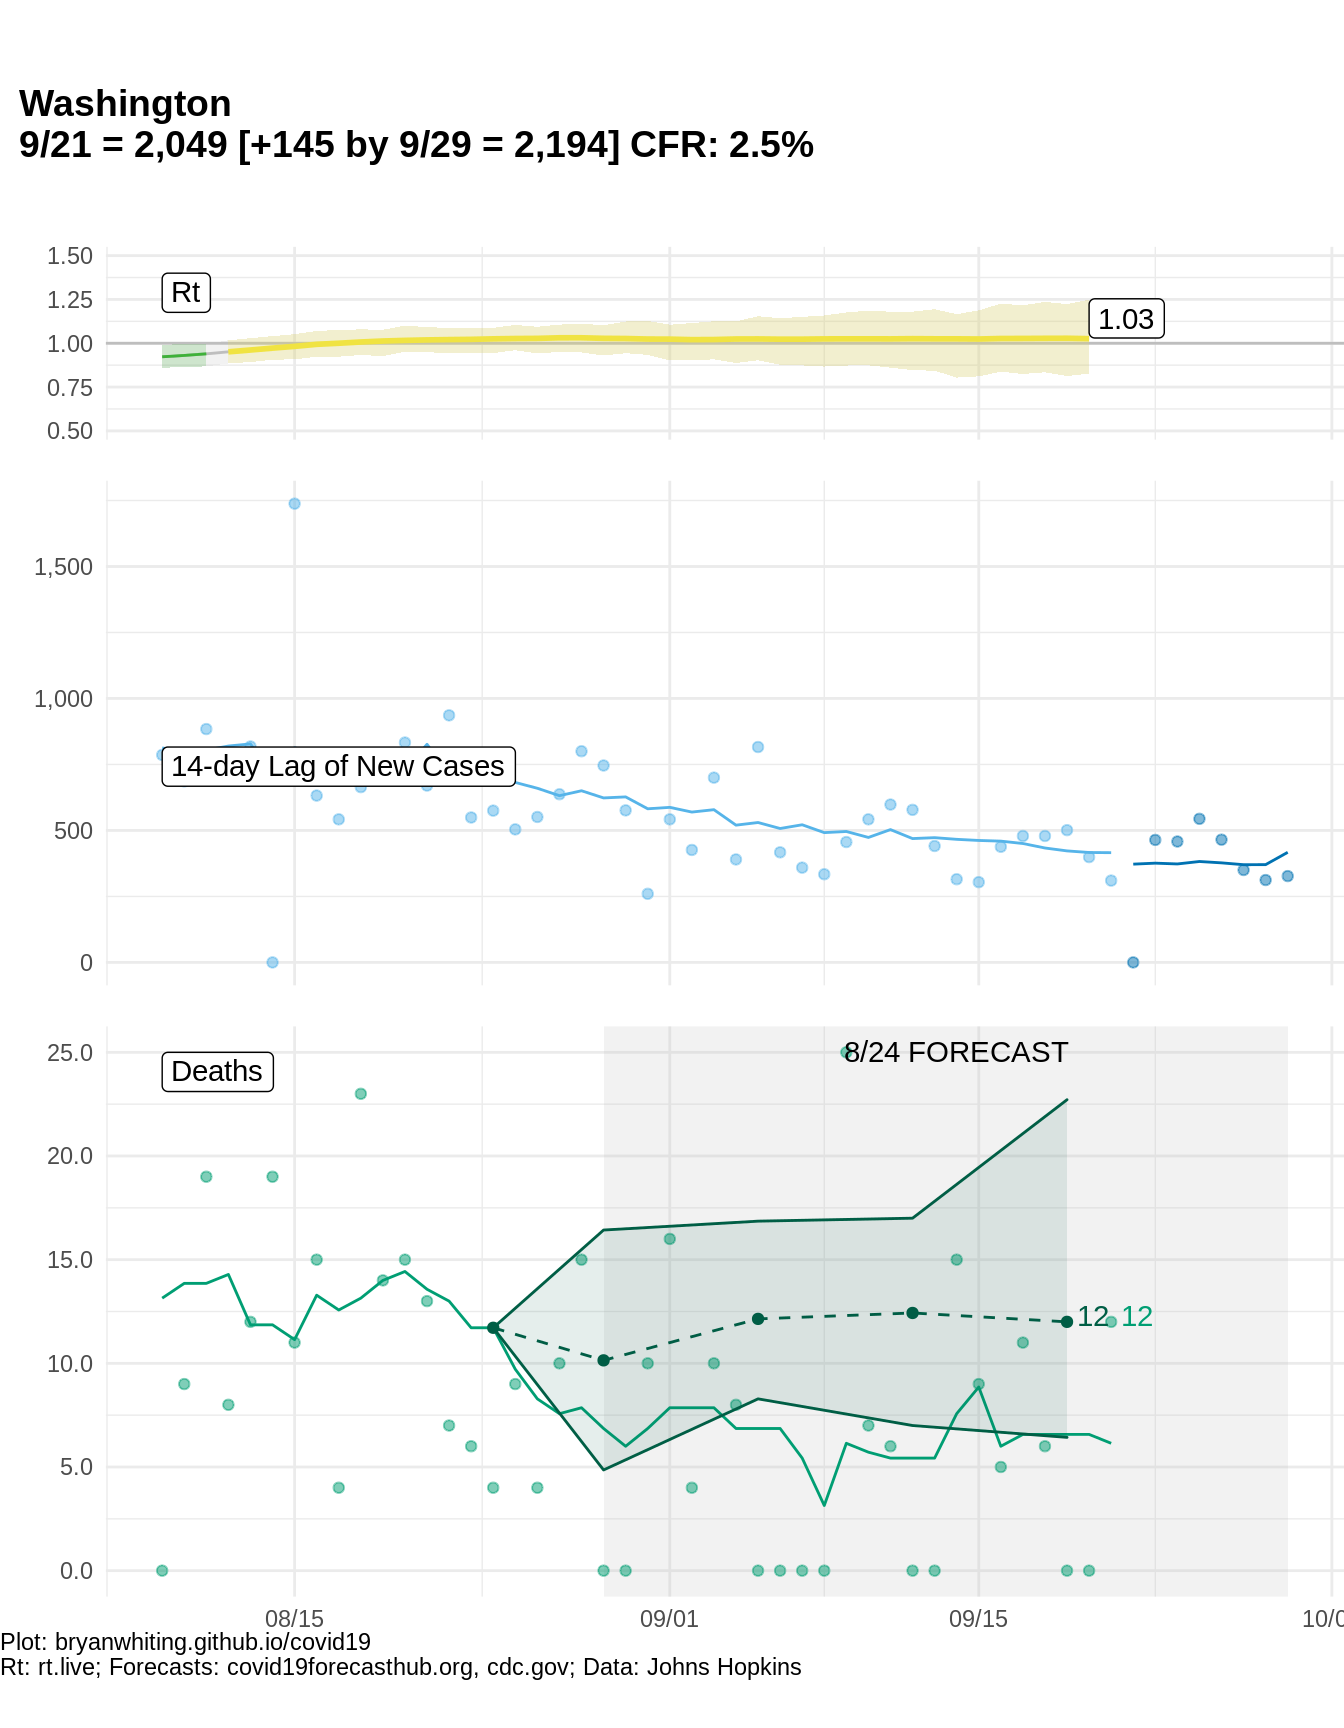 Washington
9/21 = 2,049 [+145 by 9/29 = 2,194] CFR: 2.5%
1.50
1.25
1.00
0.75
0.50
Rt
1.03
1,500
1,000
500
0
14-day Lag of New Cases
25.0
20.0
15.0
10.0
5.0
0.0
Deaths
8/24 FORECAST
12 12
08/15 09/01 09/15 10/0
Plot: bryanwhiting.github.io/covid19
Rt: rt.live; Forecasts: covid19forecasthub.org, cdc.gov; Data: Johns Hopkins